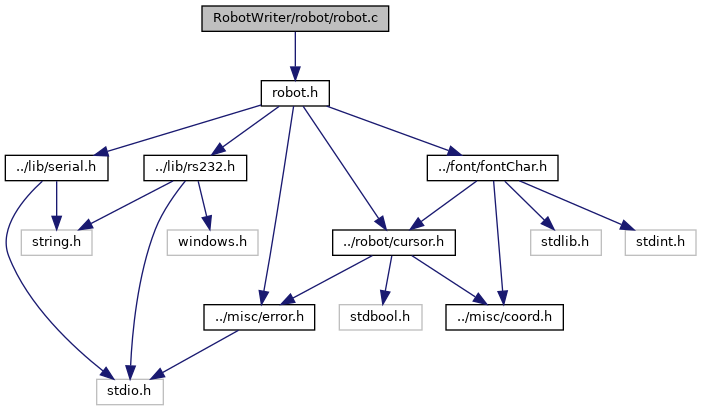 RobotWriter/robot/robot.c
robot.h
../lib/serial.h
../lib/rs232.h
../font/fontChar.h
string.h
windows.h
../robot/cursor.h
stdlib.h
stdint.h
../misc/error.h
stdbool.h
../misc/coord.h
stdio.h